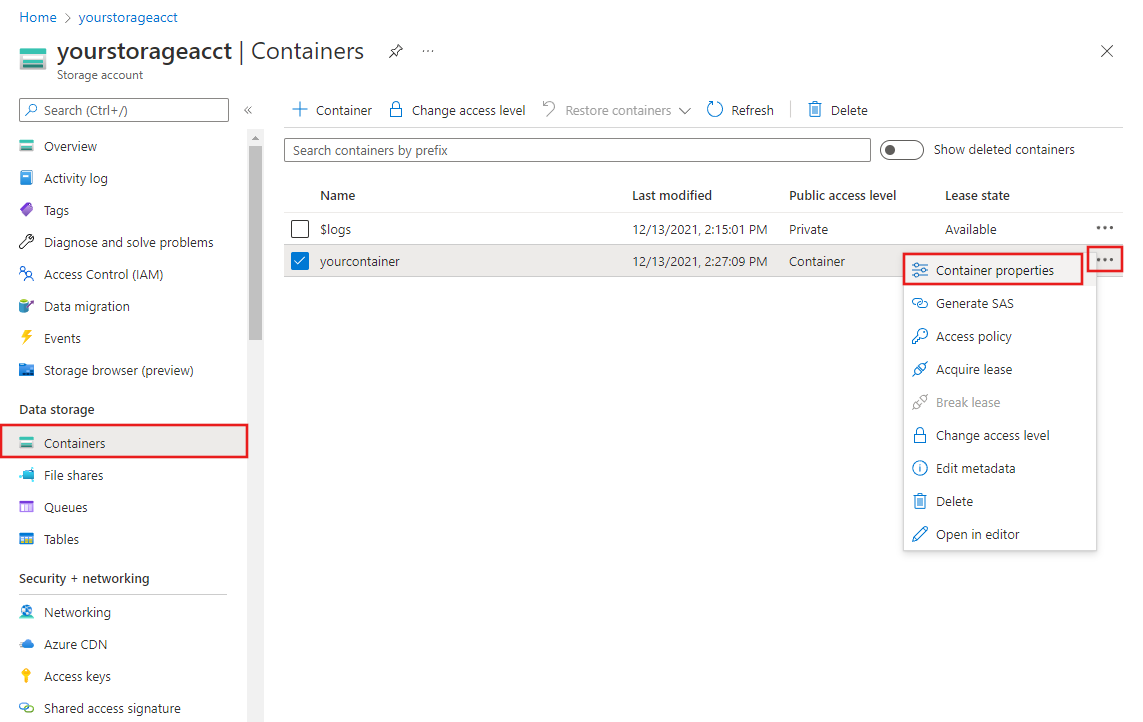 Home > yourstorageacct
yourstorageacct | Containers
Storage account
Search (Ctrl+/)
Overview
Activity log
Tags
Diagnose and solve problems
Access Control (IAM)
Data migration
Events
Storage browser (preview)
Data storage
Containers
File shares
Queues
Tables
Security + networking
Networking
Azure CDN
Access keys
Shared access signature
Container Change access level Restore containers Refresh Delete
Search containers by prefix Show deleted containers
Name Last modified Public access level Lease state
$logs 12/13/2021, 2:15:01 PM Private Available
yourcontainer 12/13/2021, 2:27:09 PM Container
Container properties
Generate SAS
Access policy
Acquire lease
Break lease
Change access level
Edit metadata
Delete
Open in editor